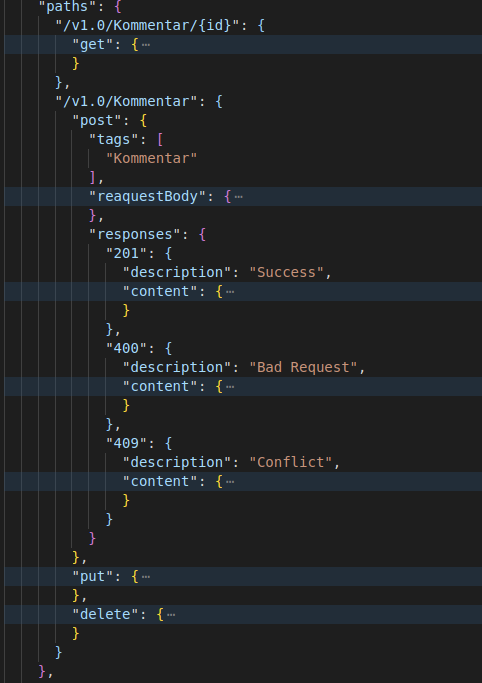 "paths": {
"/v1.0/Kommentar/{id}": {
"get": {⋯
}
},
"/v1.0/Kommentar": {
"post": {
"tags": [
"Kommentar"
],
"reaquestBody": {⋯
},
"responses": {
"201": {
"description": "Success",
"content": {⋯
}
},
"400": {
"description": "Bad Request",
"content": {⋯
}
},
"409": {
"description": "Conflict",
"content": {⋯
}
}
}
},
"put": {⋯
},
"delete": {⋯
}
}
},